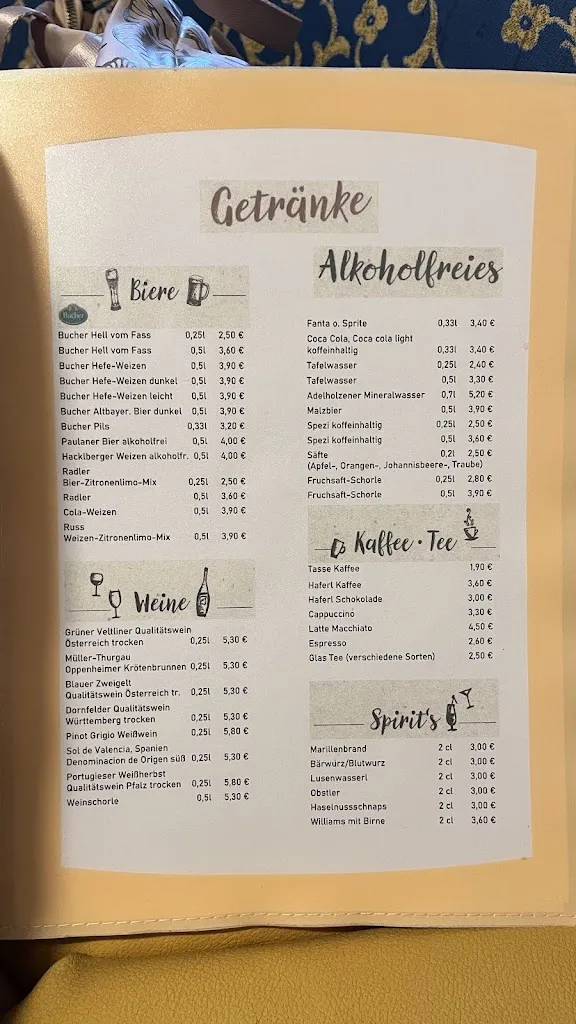 Getränke
Biere
Bucher
Bucher Hell vom Fass 0,25l 2,50 €
Bucher Hell vom Fass 0,5l 3,60 €
Bucher Hefe-Weizen 0,5l 3,90 €
Bucher Hefe-Weizen dunkel 0,5l 3,90 €
Bucher Hefe-Weizen leicht 0,5l 3,90 €
Bucher Altbayer. Bier dunkel 0,5l 3,90 €
Bucher Pils 0,33l 3,20 €
Paulaner Bier alkoholfrei 0,5l 4,00 €
Hacklberger Weizen alkoholfr. 0,5l 4,00 €
Radler
Bier-Zitronenlimo-Mix 0,25l 2,50 €
Radler 0,5l 3,60 €
Cola-Weizen 0,5l 3,90 €
Russ
Weizen-Zitronenlimo-Mix 0,5l 3,90 €
Weine
Grüner Veltliner Qualitätswein
Österreich trocken 0,25l 5,30 €
Müller-Thurgau
Oppenheimer Krötenbrunnen 0,25l 5,30 €
Blauer Zweigelt
Qualitätswein Österreich tr. 0,25l 5,30 €
Dornfelder Qualitätswein
Württemberg trocken 0,25l 5,30 €
Pinot Grigio Weißwein 0,25l 5,80 €
Sol de Valencia, Spanien
Denominacion de Origen süß 0,25l 5,30 €
Portugieser Weißherbst
Qualitätswein Pfalz trocken 0,25l 5,80 €
Weinschorle 0,5l 5,30 €
Alkoholfreies
Fanta o. Sprite 0,33l 3,40 €
Coca Cola, Coca cola light
koffeinhaltig 0,33l 3,40 €
Tafelwasser 0,25l 2,40 €
Tafelwasser 0,5l 3,30 €
Adelholzener Mineralwasser 0,7l 5,20 €
Malzbier 0,5l 3,90 €
Spezi koffeinhaltig 0,25l 2,50 €
Spezi koffeinhaltig 0,5l 3,60 €
Säfte 0,2l 2,50 €
(Apfel-, Orangen-, Johannisbeere-, Traube)
Fruchsaft-Schorle 0,25l 2,80 €
Fruchsaft-Schorle 0,5l 3,90 €
Kaffee · Tee
Tasse Kaffee 1,90 €
Haferl Kaffee 3,60 €
Haferl Schokolade 3,00 €
Cappuccino 3,30 €
Latte Macchiato 4,50 €
Espresso 2,60 €
Glas Tee (verschiedene Sorten) 2,50 €
Spirit's
Marillenbrand 2 cl 3,00 €
Bärwurz/Blutwurz 2 cl 3,00 €
Lusenwasserl 2 cl 3,00 €
Obstler 2 cl 3,00 €
Haselnussschnaps 2 cl 3,00 €
Williams mit Birne 2 cl 3,60 €